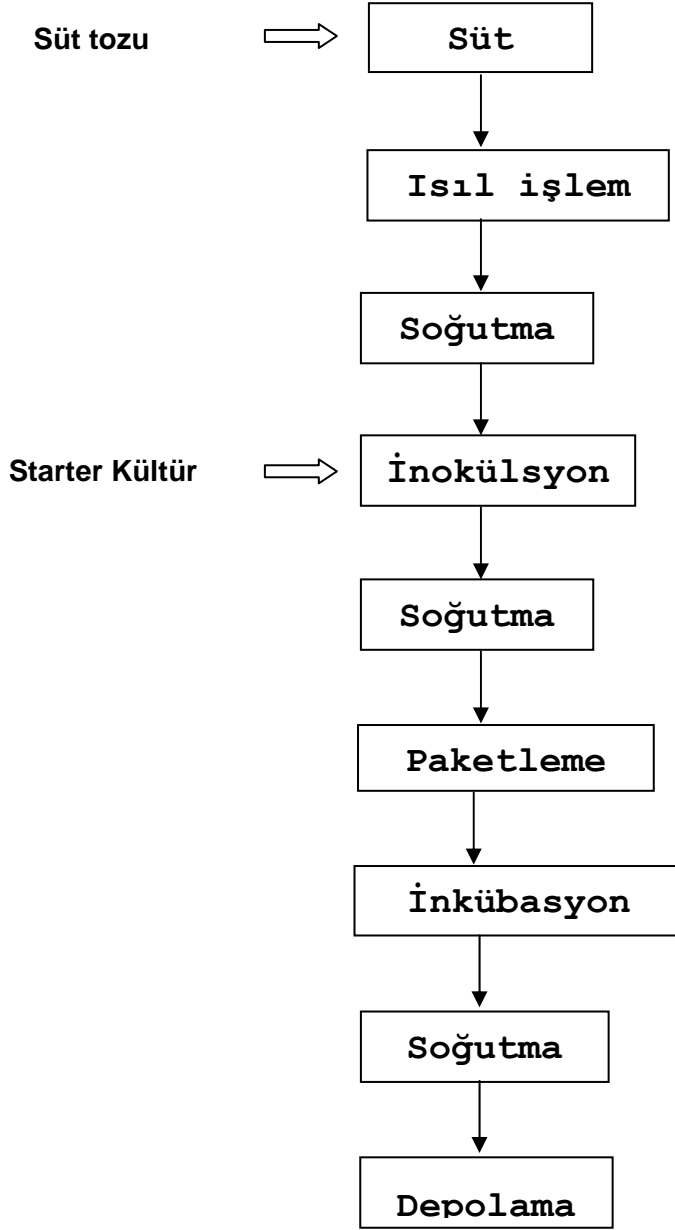 Süt tozu
Süt
Isıl işlem
Soğutma
Starter Kültür
İnokülsyon
Soğutma
Paketleme
İnkübasyon
Soğutma
Depolama